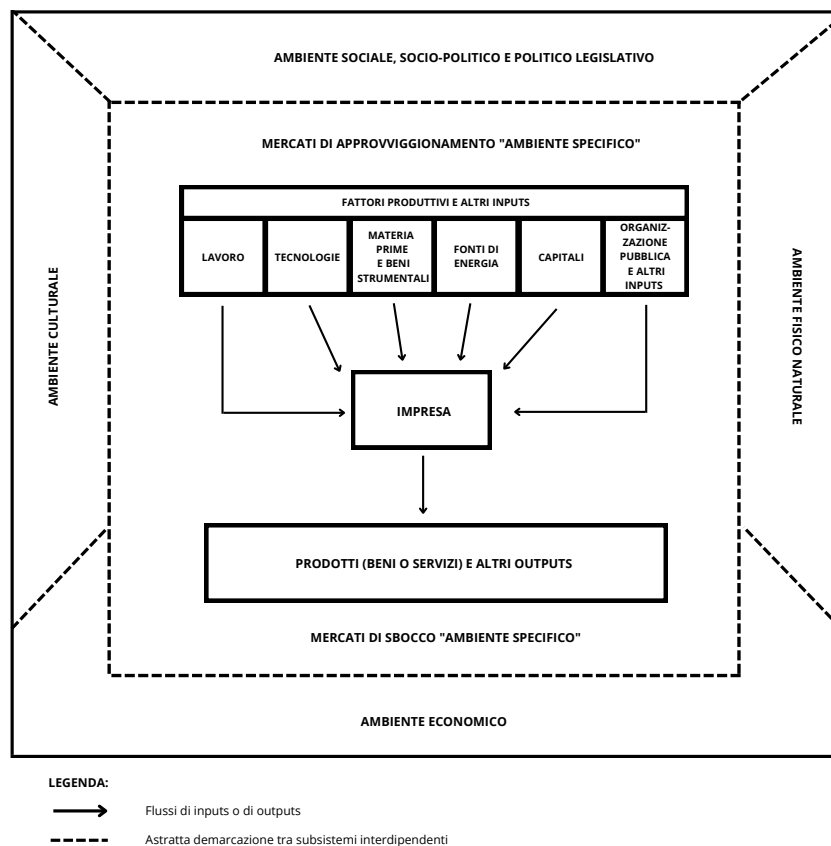 AMBIENTE SOCIALE, SOCIO-POLITICO E POLITICO LEGISLATIVO
MERCATI DI APPROVVIGGIONAMENTO "AMBIENTE SPECIFICO"
FATTORI PRODUTTIVI E ALTRI INPUTS
LAVORO
TECNOLOGIE
MATERIA
PRIME
E BENI
STRUMENTALI
FONTI DI
ENERGIA
CAPITALI
ORGANIZ-
ZAZIONE
PUBBLICA
E ALTRI
INPUTS
AMBIENTE CULTURALE
AMBIENTE FISICO NATURALE
IMPRESA
PRODOTTI (BENI O SERVIZI) E ALTRI OUTPUTS
MERCATI DI SBOCCO "AMBIENTE SPECIFICO"
AMBIENTE ECONOMICO
LEGENDA:
Flussi di inputs o di outputs
Astratta demarcazione tra subsistemi interdipendenti